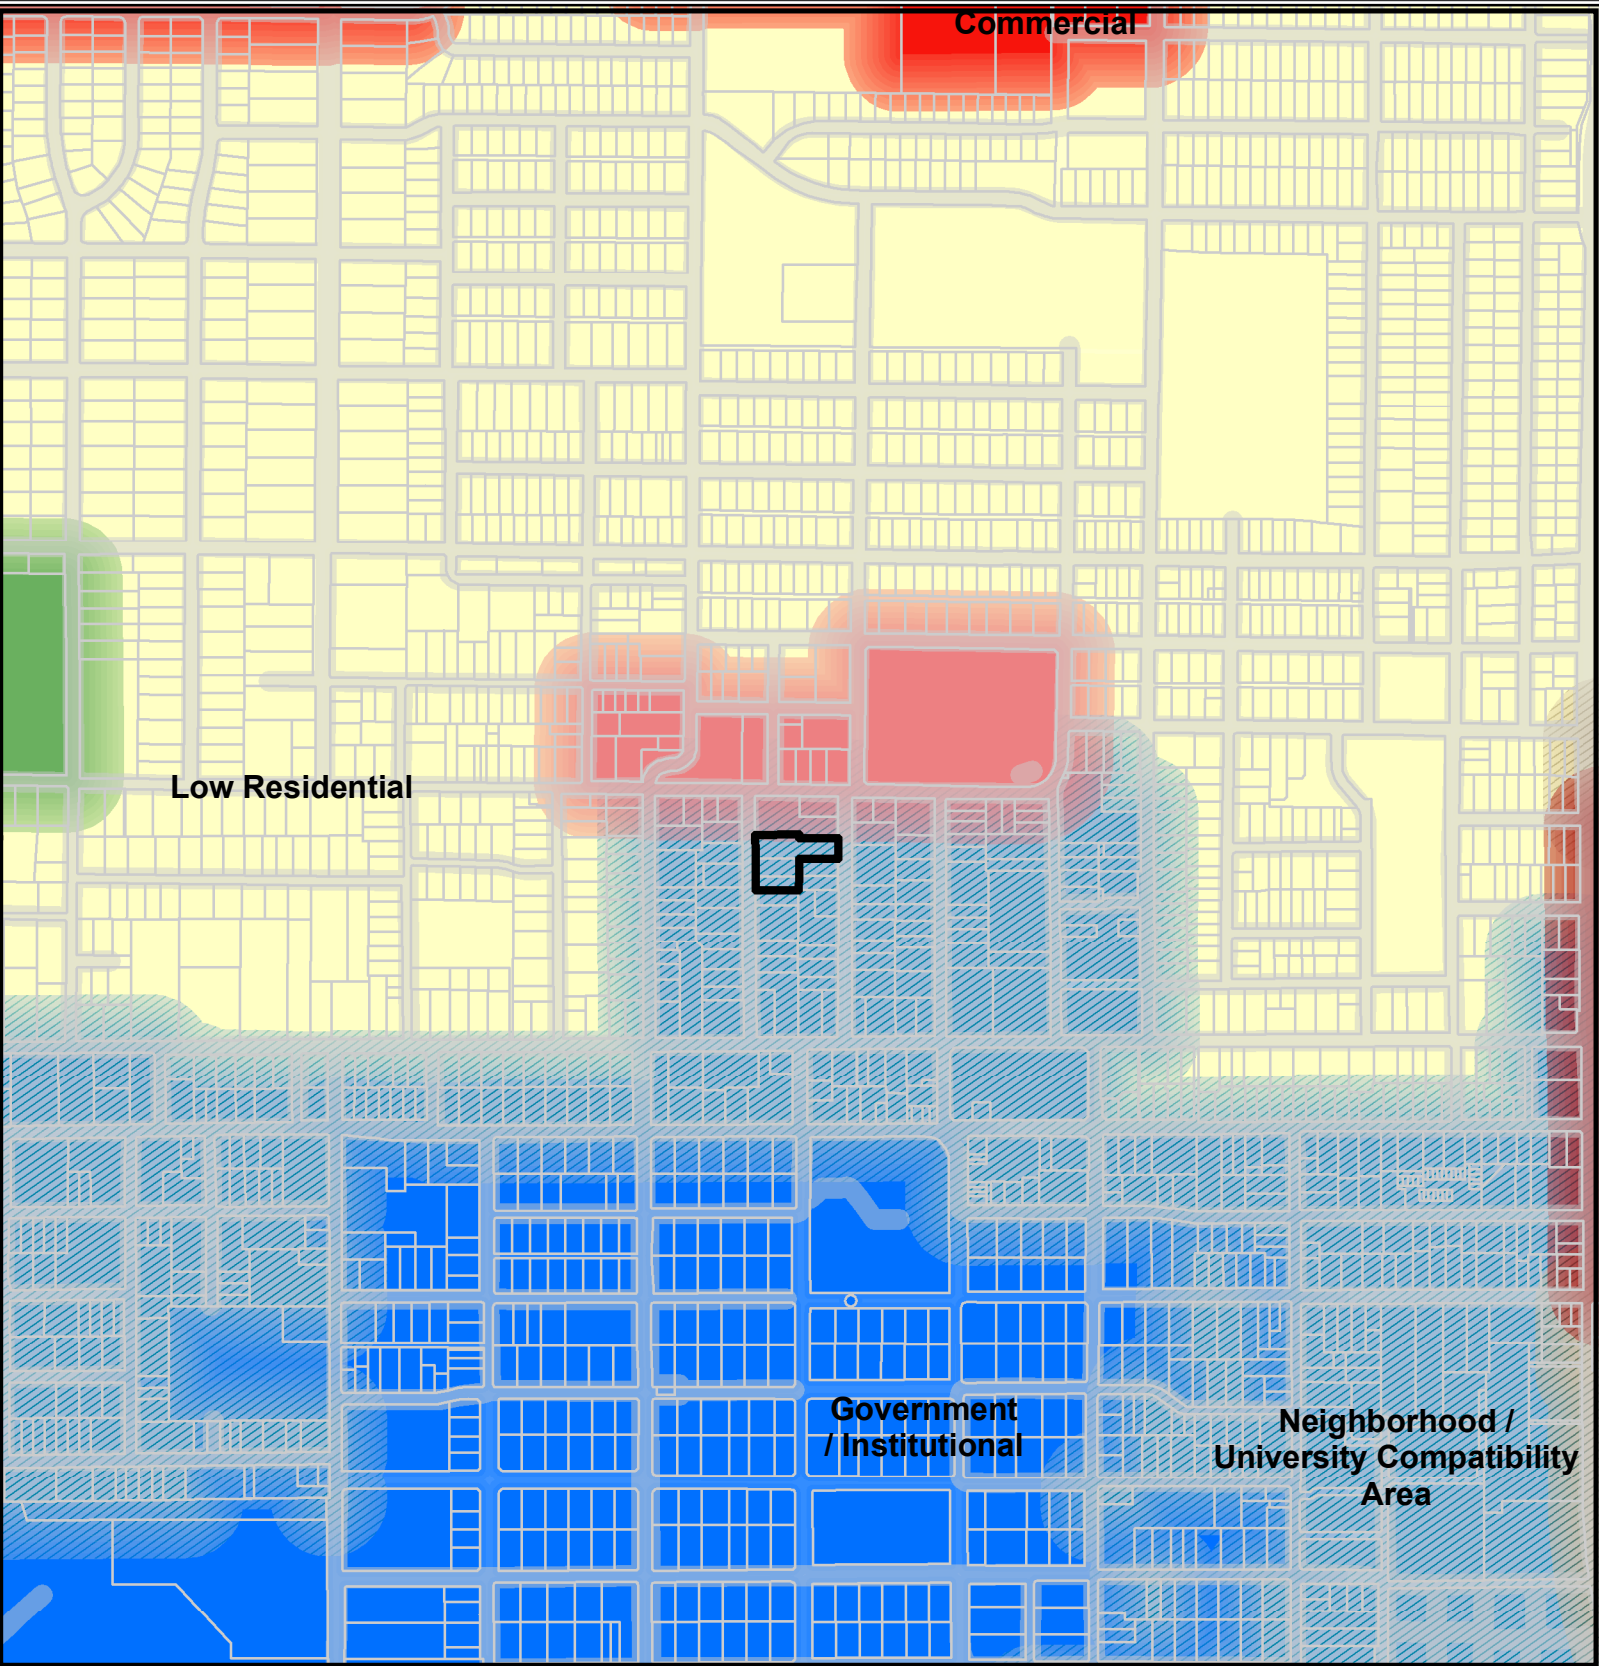 Commercial
Low Residential
Government
/ Institutional
Neighborhood /
University Compatibility
Area